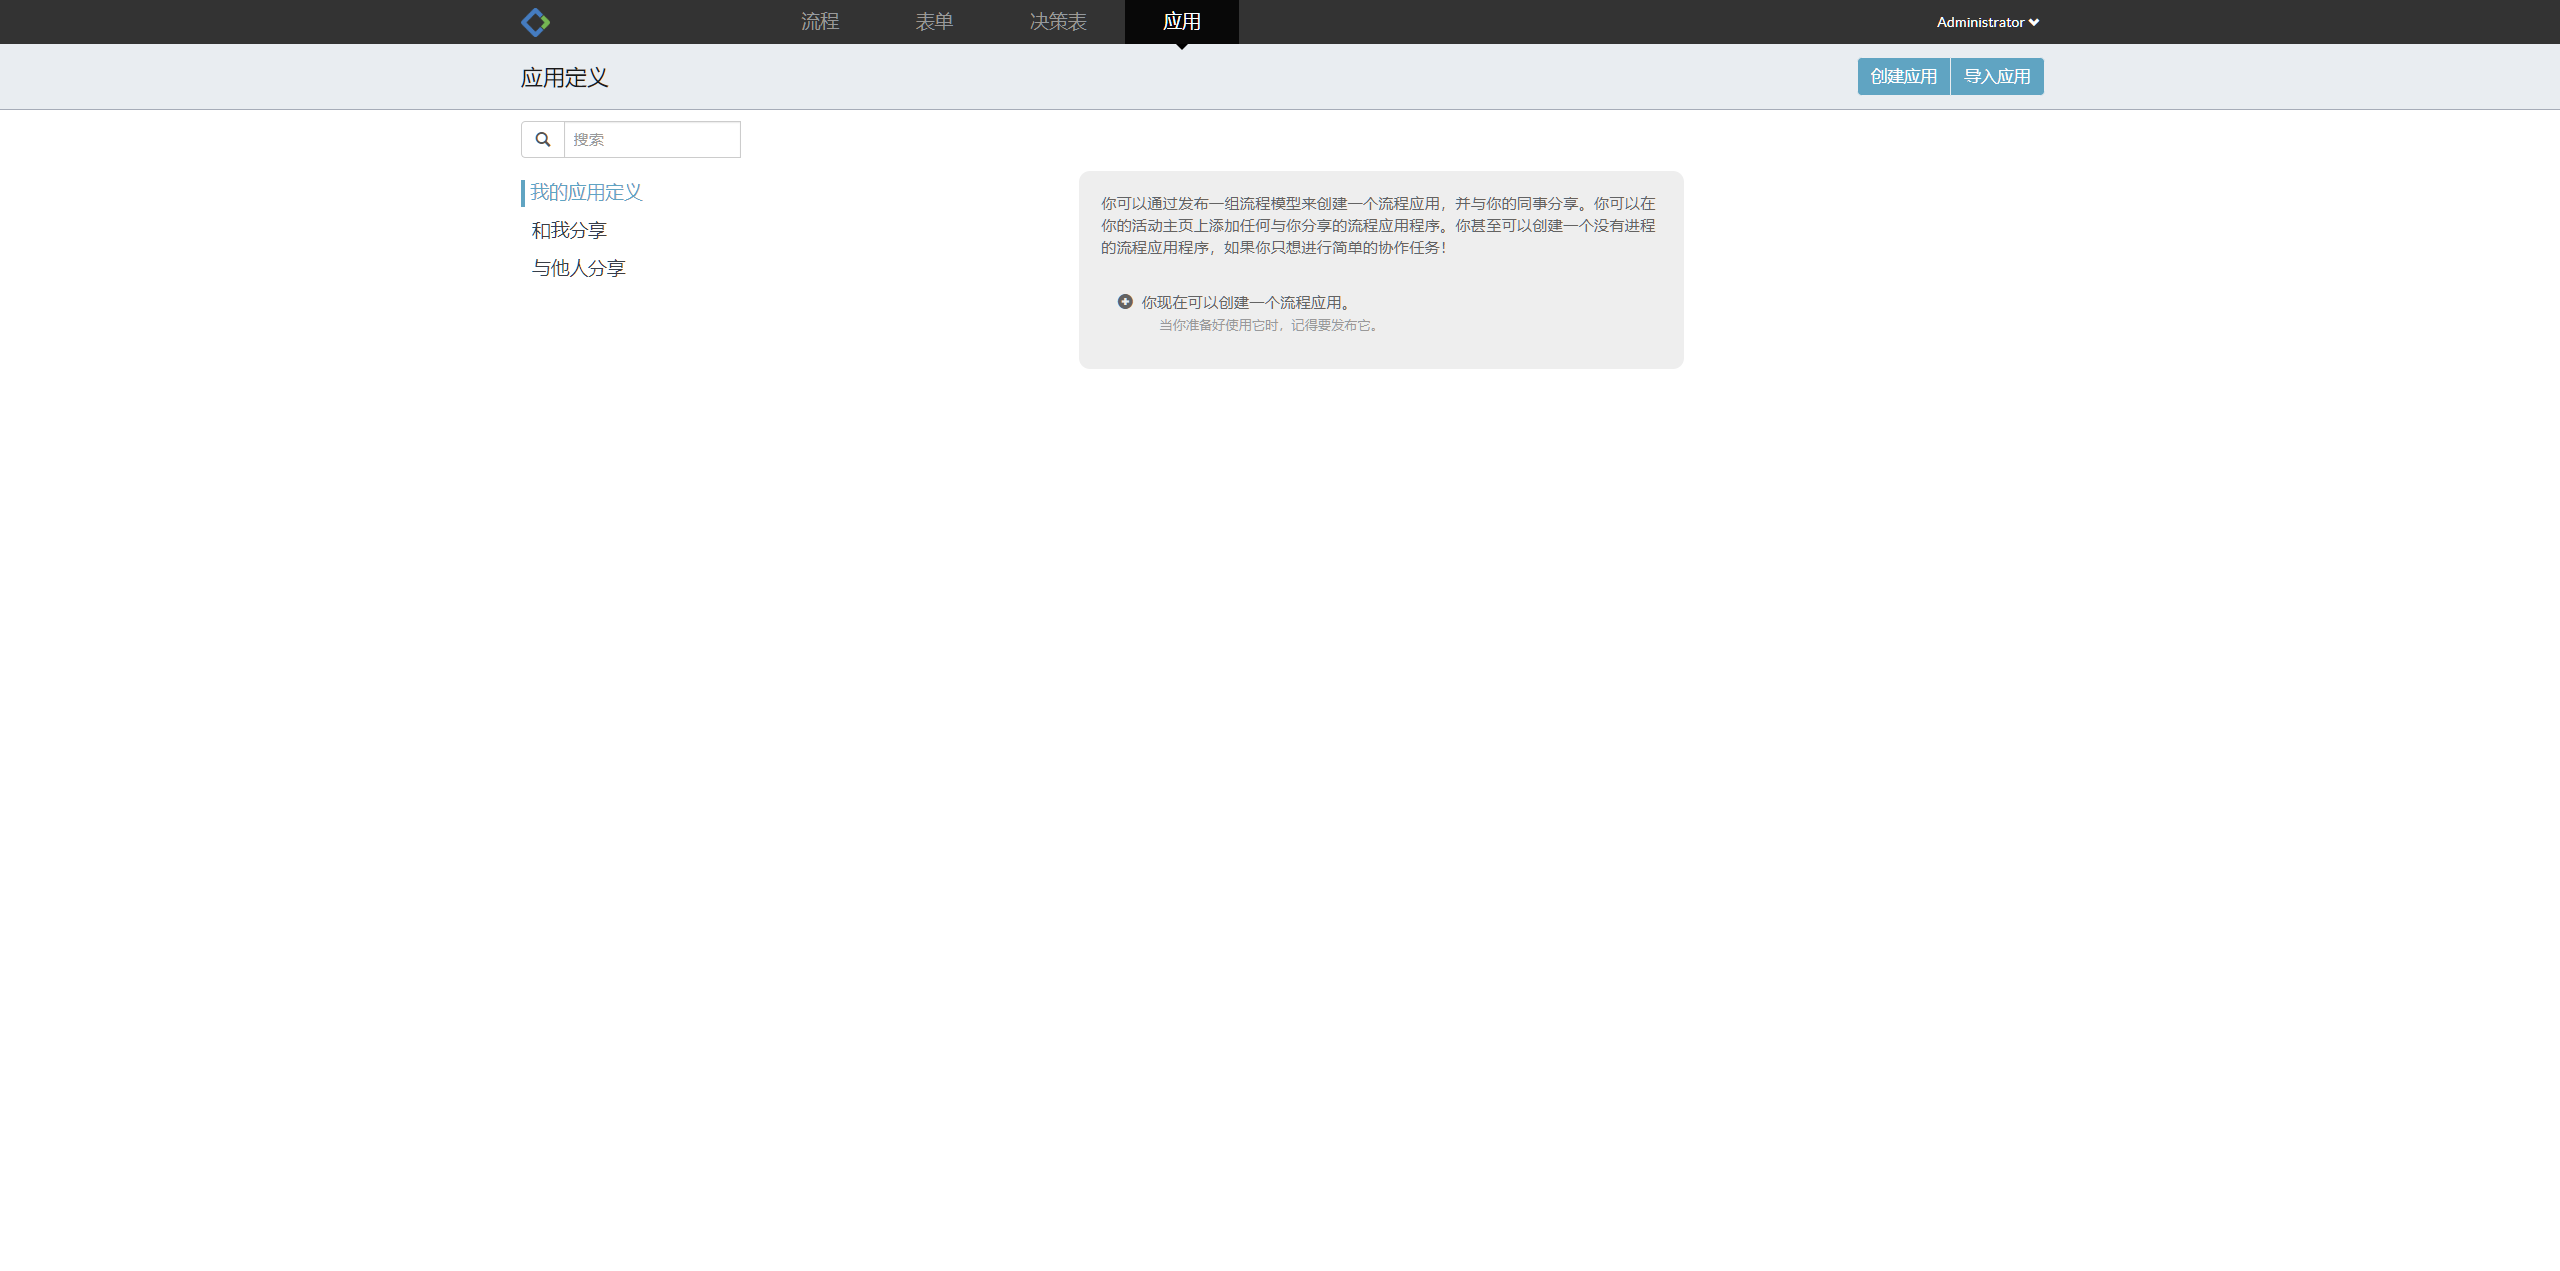 流程
表单
决策表
应用
Administrator
应用定义
创建应用
导入应用
搜索
我的应用定义
和我分享
与他人分享
你可以通过发布一组流程模型来创建一个流程应用，并与你的同事分享。你可以在
你的活动主页上添加任何与你分享的流程应用程序。你甚至可以创建一个没有进程
的流程应用程序，如果你只想进行简单的协作任务！
你现在可以创建一个流程应用。
当你准备好使用它时，记得要发布它。